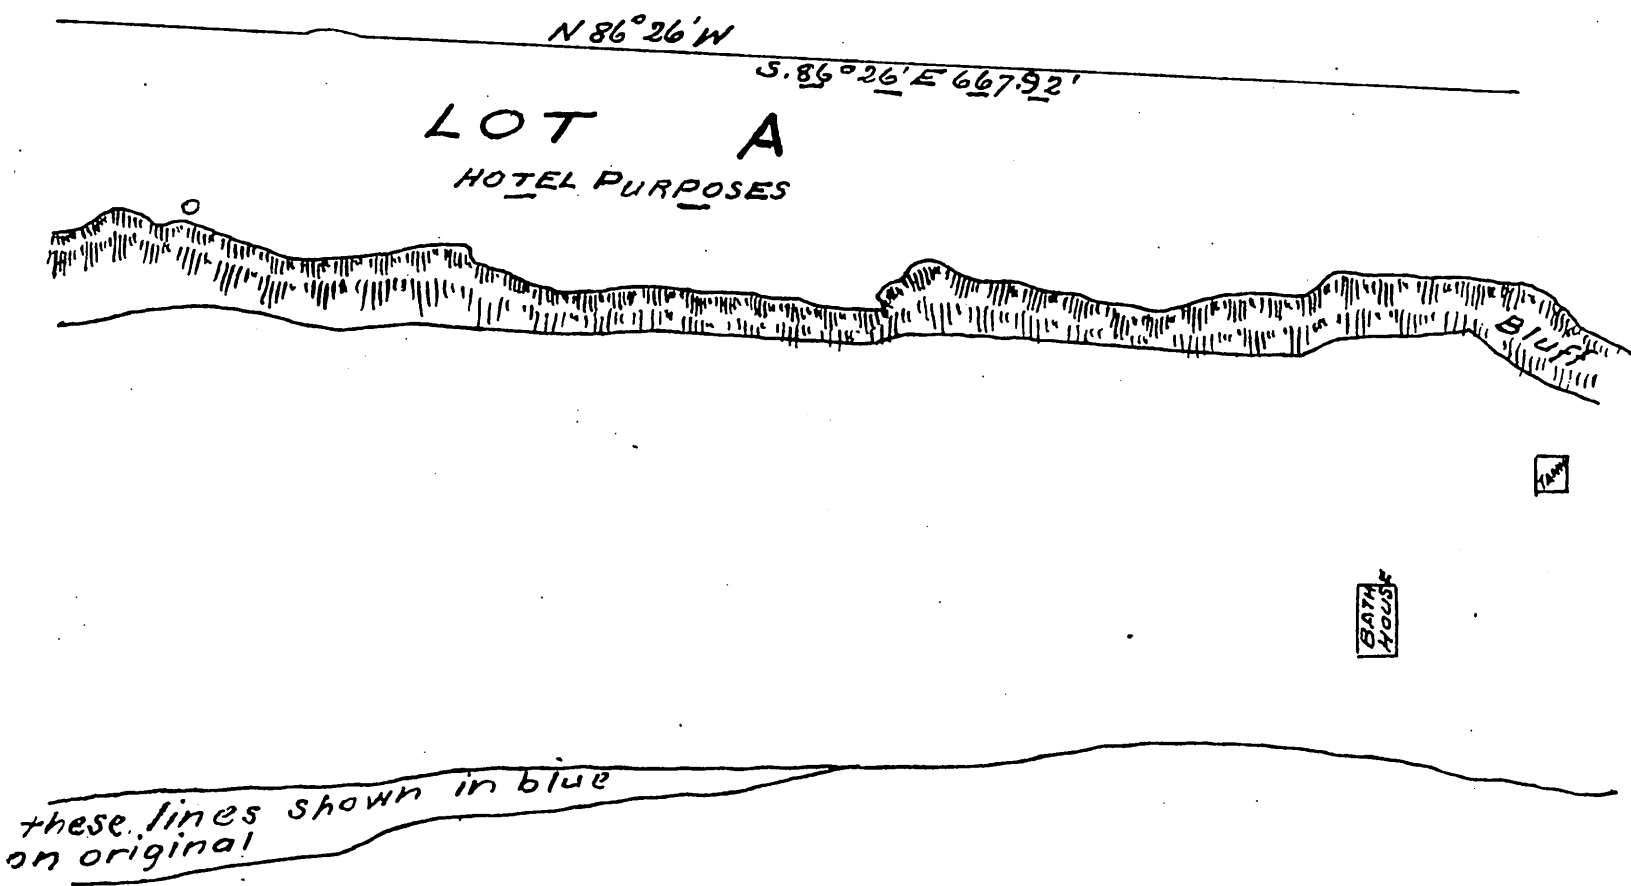 N 86° 26' W
S. 86° 26' E 667.92'
LOT A
HOTEL PURPOSES
Bluff
TANK
BATH
HOUSE
these lines shown in blue
on original